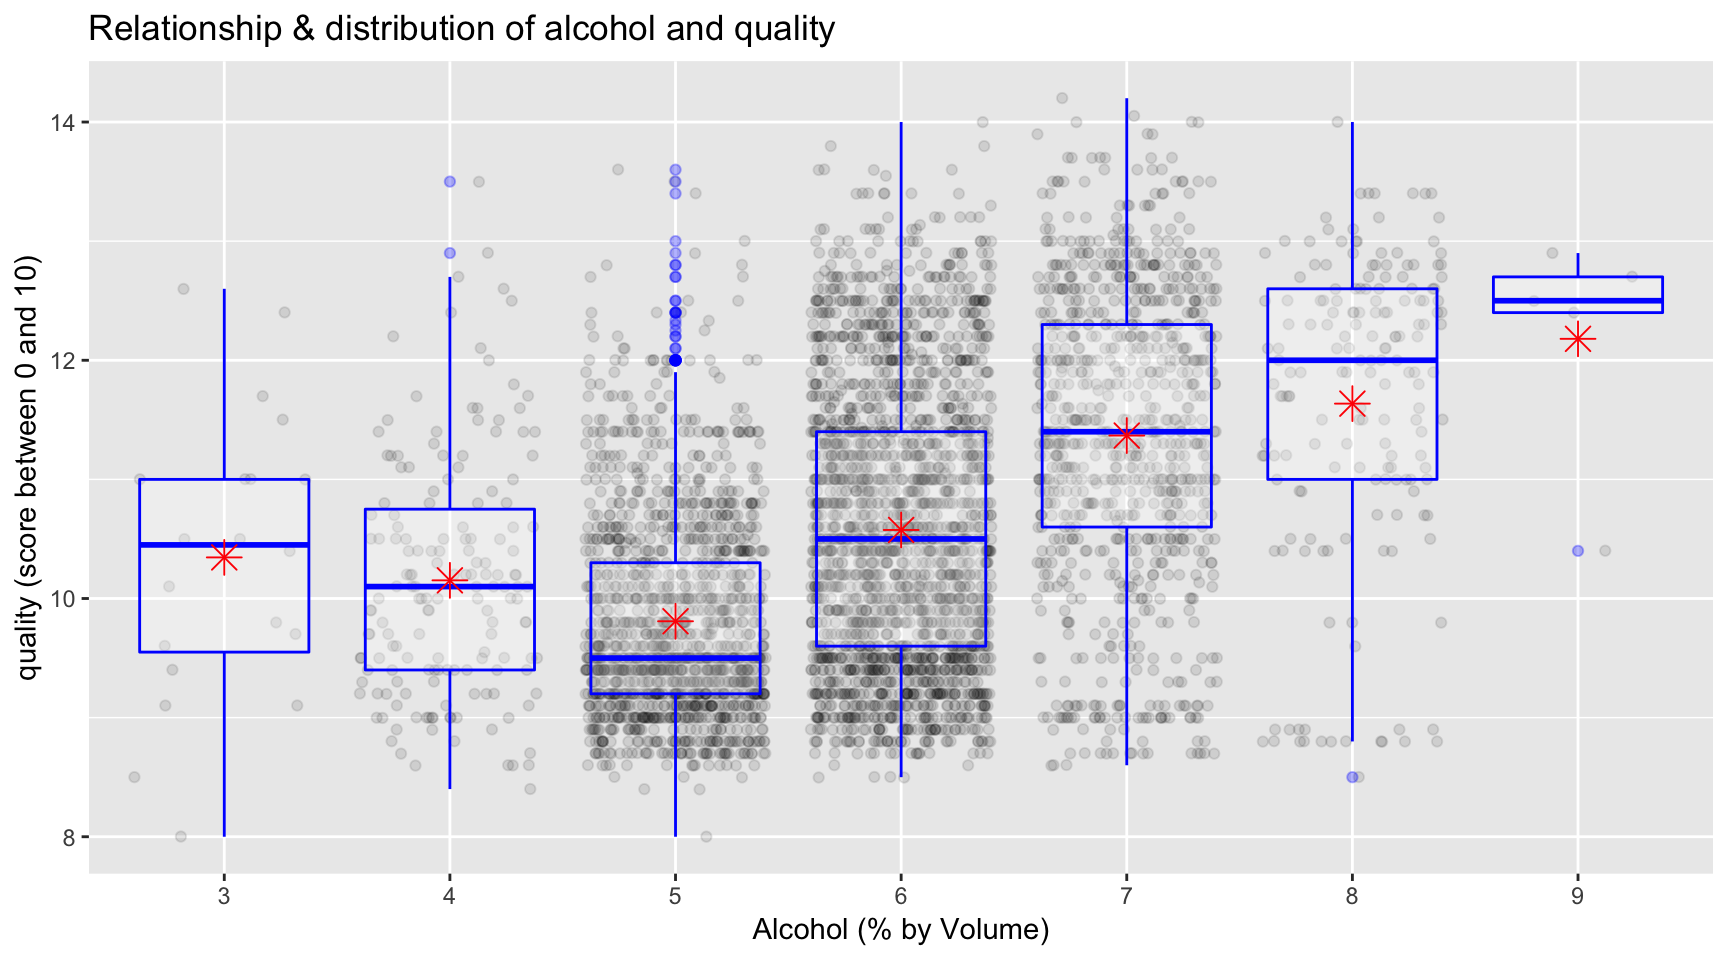 Relationship & distribution of alcohol and quality
quality (score between 0 and 10)
14
12
10
8
3 4 5 6 7 8 9
Alcohol (% by Volume)